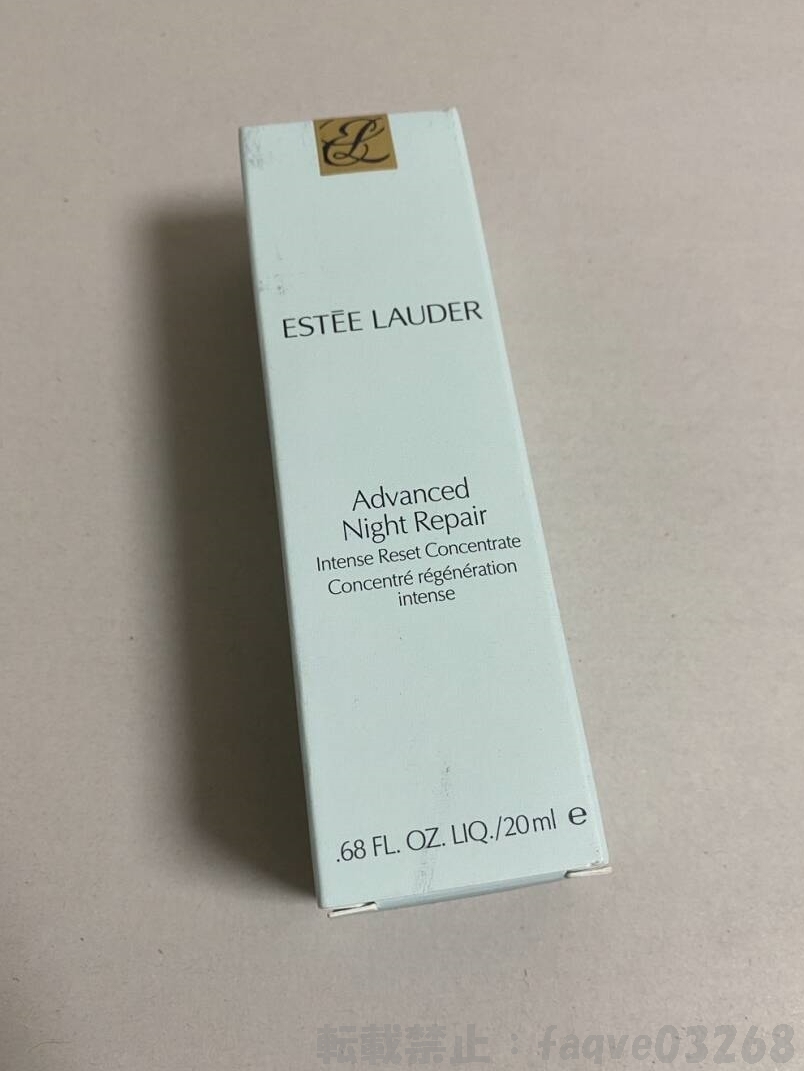 EL
ESTĒE LAUDER
Advanced
Night Repair
Intense Reset Concentrate
Concentré régénération
intense
.68 FL. OZ. LIQ./20ml ℮
転載禁止：faqve03268